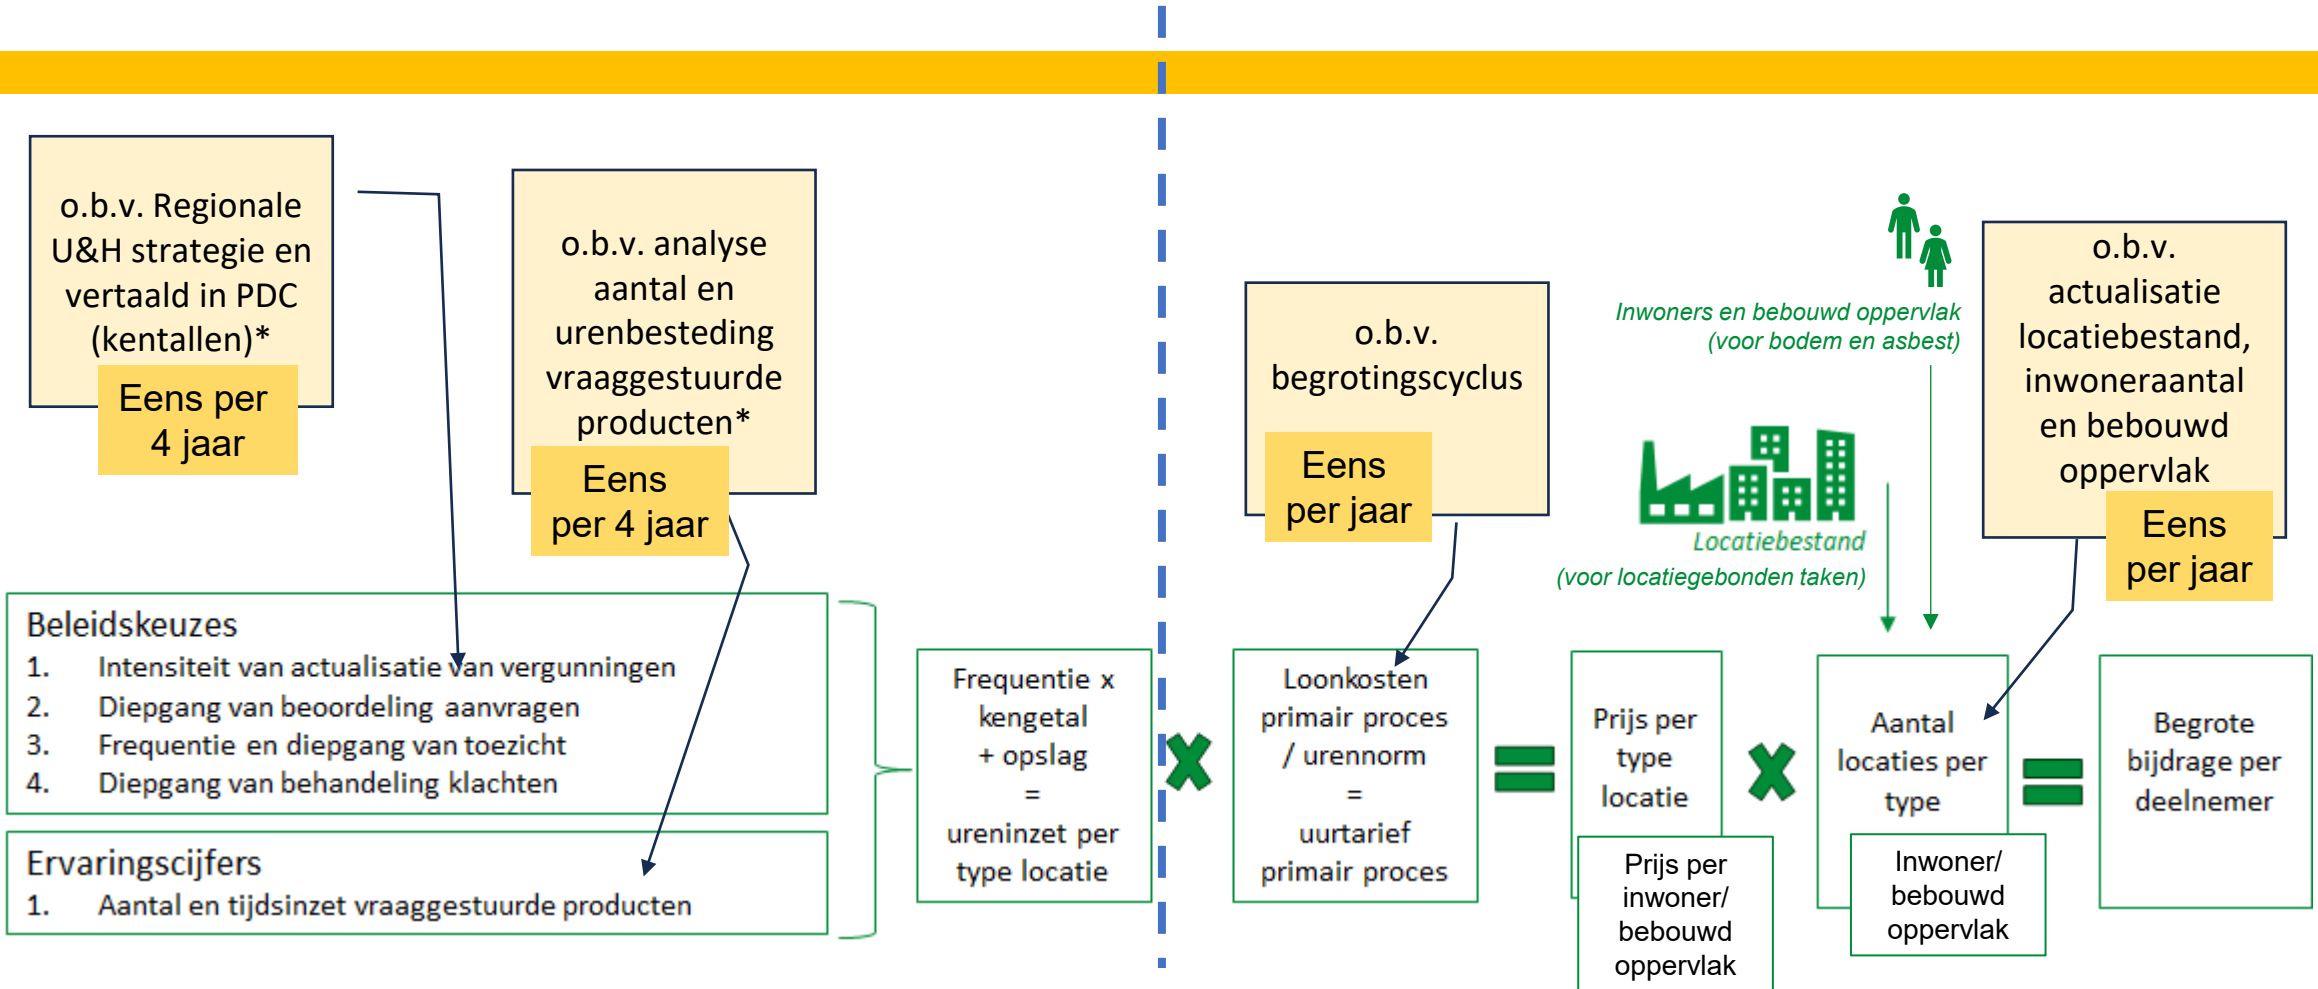 o.b.v. Regionale
U&H strategie en
vertaald in PDC
(kentallen)*
Eens per
4 jaar
o.b.v. analyse
aantal en
urenbesteding
vraaggestuurde
producten*
Eens
per 4 jaar
o.b.v.
begrotingscyclus
Eens
per jaar
Inwoners en bebouwd oppervlak
(voor bodem en asbest)
Locatiebestand
(voor locatiegebonden taken)
o.b.v.
actualisatie
locatiebestand,
inwoneraantal
en bebouwd
oppervlak
Eens
per jaar
Beleidskeuzes
1. Intensiteit van actualisatie van vergunningen
2. Diepgang van beoordeling aanvragen
3. Frequentie en diepgang van toezicht
4. Diepgang van behandeling klachten
Ervaringscijfers
1. Aantal en tijdsinzet vraaggestuurde producten
Frequentie x
kengetal
+ opslag
=
ureninzet per
type locatie
Loonkosten
primair proces
/ urennorm
=
uurtarief
primair proces
Prijs per
type
locatie
Prijs per
inwoner/
bebouwd
oppervlak
Aantal
locaties per
type
Inwoner/
bebouwd
oppervlak
Begrote
bijdrage per
deelnemer